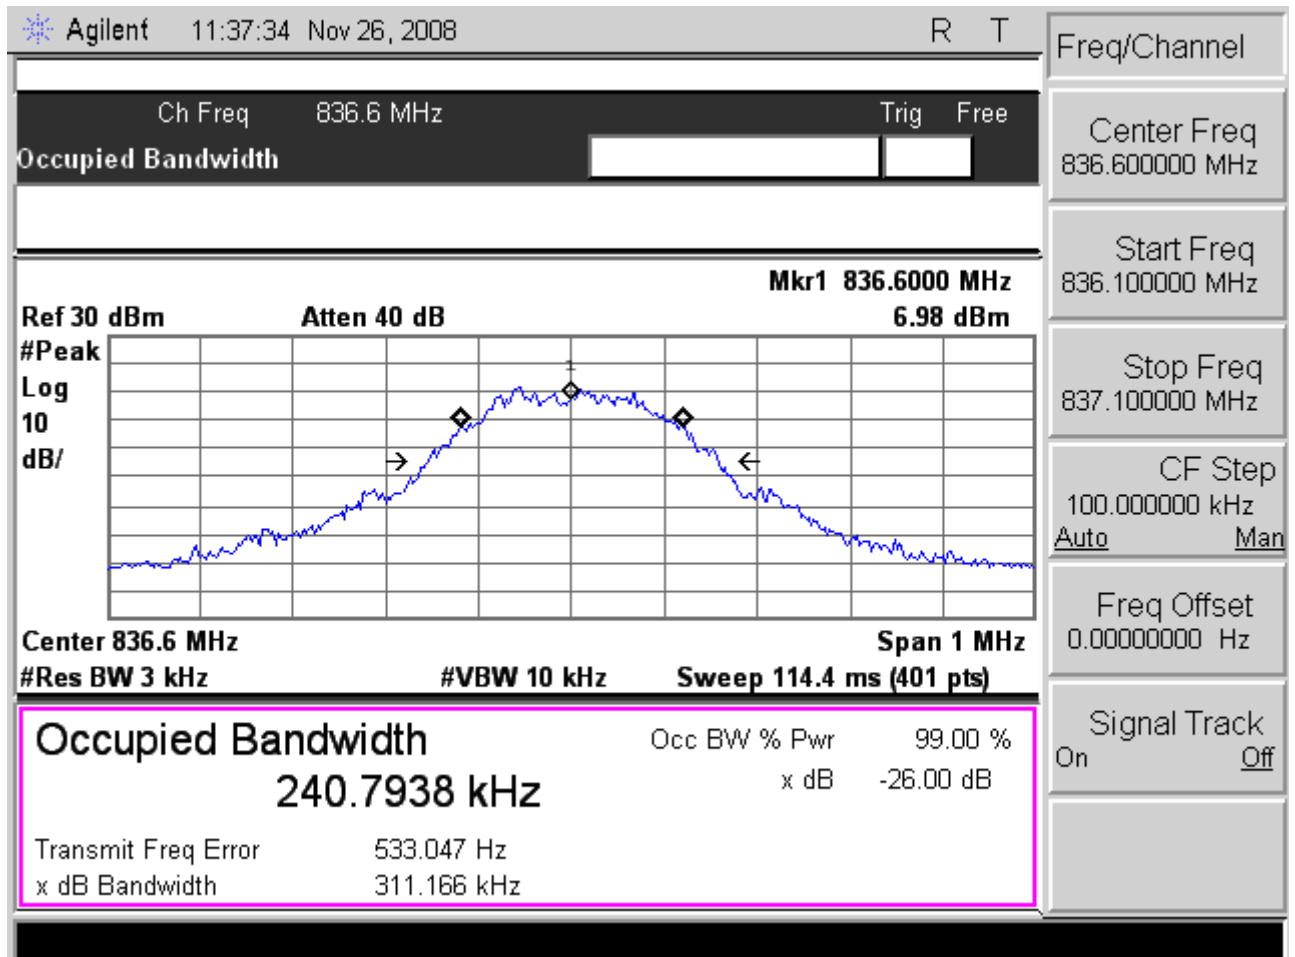 Agilent 11:37:34 Nov 26, 2008 R T
Ch Freq 836.6 MHz Trig Free
Occupied Bandwidth
Mkr1 836.6000 MHz
Ref 30 dBm Atten 40 dB 6.98 dBm
#Peak
Log
10
dB/
1
Center 836.6 MHz Span 1 MHz
#Res BW 3 kHz #VBW 10 kHz Sweep 114.4 ms (401 pts)
Occupied Bandwidth Occ BW % Pwr 99.00 %
240.7938 kHz x dB -26.00 dB
Transmit Freq Error 533.047 Hz
x dB Bandwidth 311.166 kHz
Freq/Channel
Center Freq
836.600000 MHz
Start Freq
836.100000 MHz
Stop Freq
837.100000 MHz
CF Step
100.000000 kHz
Auto Man
Freq Offset
0.00000000 Hz
Signal Track
On Off